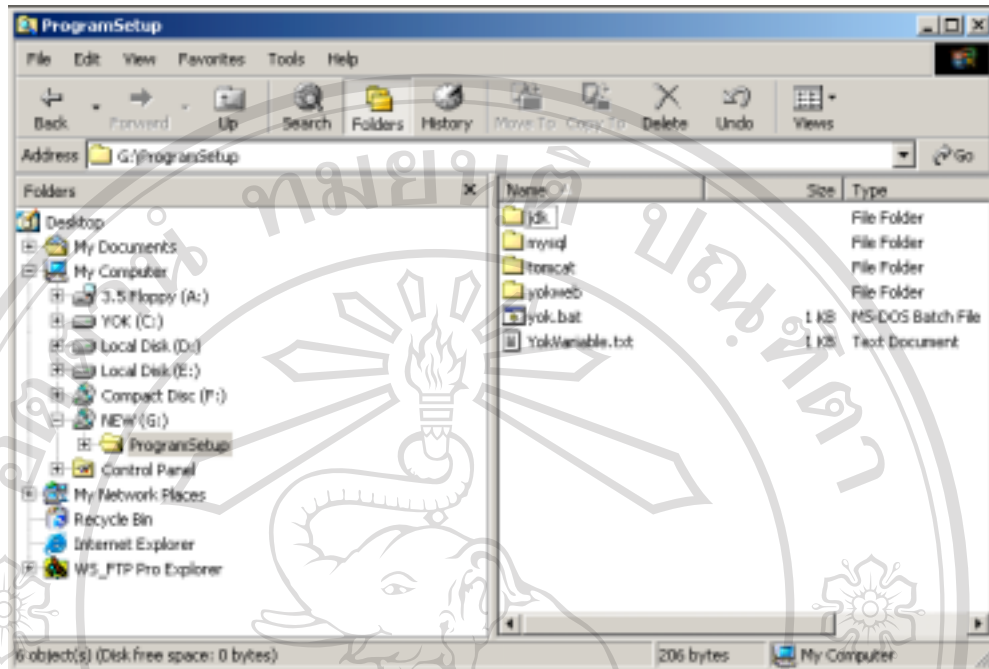 ProgramSetup
File Edit View Favorites Tools Help
Back Forward Up Search Folders History Move To Copy To Delete Undo Views
Address G:\ProgramSetup Go
Folders
Desktop
My Documents
My Computer
3.5 Floppy (A:)
YOK (C:)
Local Disk (D:)
Local Disk (E:)
Compact Disc (F:)
NEW (G:)
ProgramSetup
Control Panel
My Network Places
Recycle Bin
Internet Explorer
WS_FTP Pro Explorer
Name Size Type
jdk File Folder
mysql File Folder
tomcat File Folder
yokweb File Folder
yok.bat 1 KB MS-DOS Batch File
YokVariable.txt 1 KB Text Document
6 object(s) (Disk free space: 0 bytes) 206 bytes My Computer